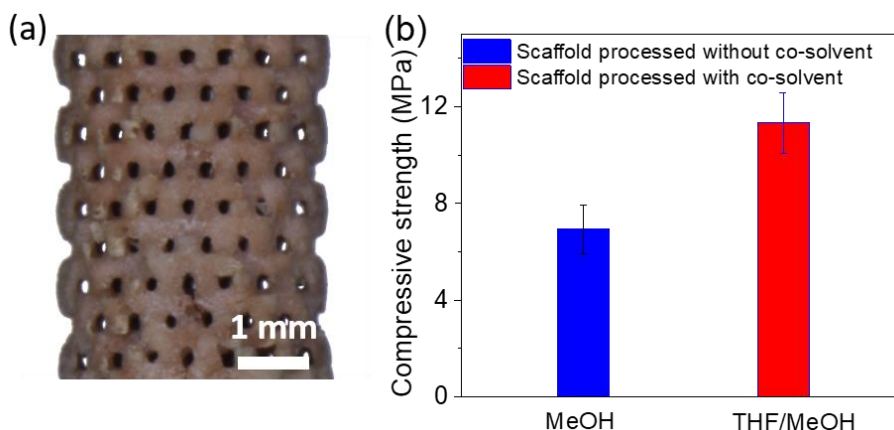 (a)
1 mm
(b)
Scaffold processed without co-solvent
Scaffold processed with co-solvent
Compressive strength (MPa)
12
8
4
0
MeOH
THF/MeOH